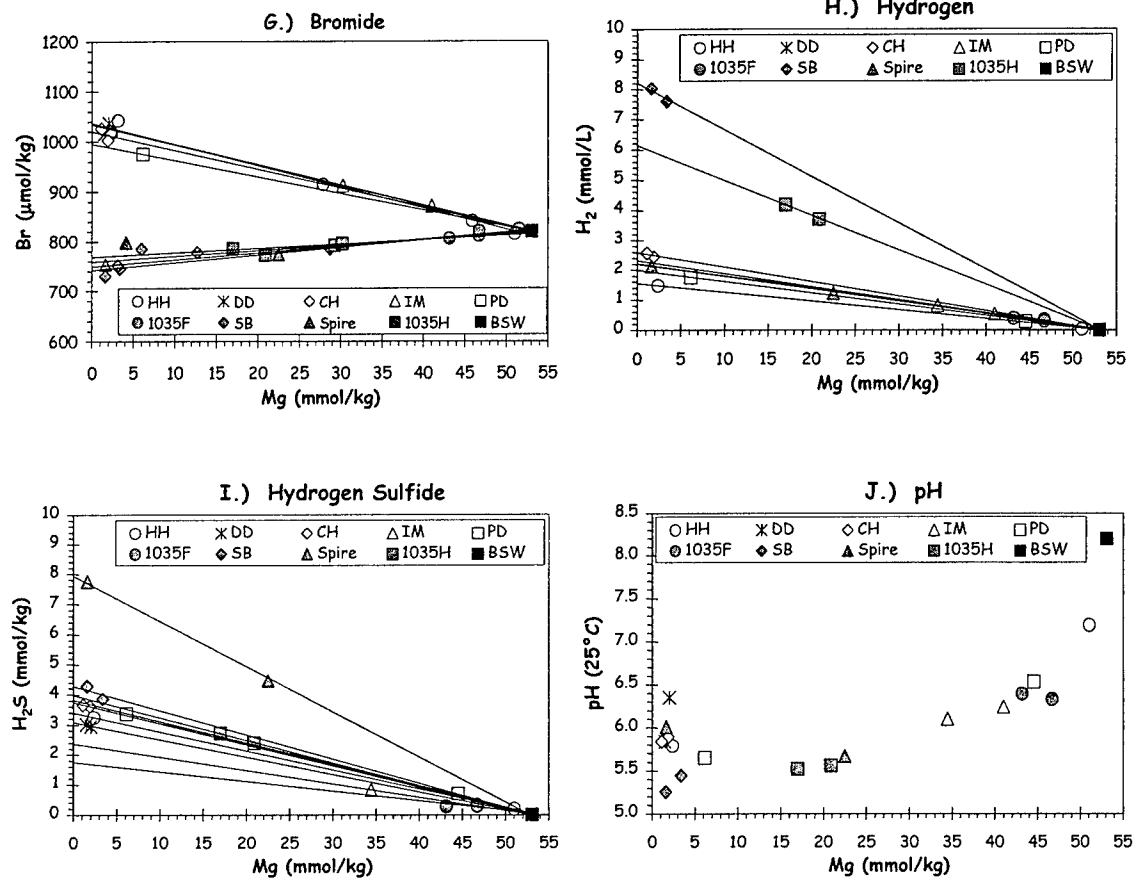 G.) Bromide
1200
1100
1000
900
800
700
600
Br (µmol/kg)
HH DD CH IM PD
1035F SB Spire 1035H BSW
0 5 10 15 20 25 30 35 40 45 50 55
Mg (mmol/kg)
H.) Hydrogen
10
9
8
7
6
5
4
3
2
1
0
H2 (mmol/L)
HH DD CH IM PD
1035F SB Spire 1035H BSW
0 5 10 15 20 25 30 35 40 45 50 55
Mg (mmol/kg)
I.) Hydrogen Sulfide
10
9
8
7
6
5
4
3
2
1
0
H2S (mmol/kg)
HH DD CH IM PD
1035F SB Spire 1035H BSW
0 5 10 15 20 25 30 35 40 45 50 55
Mg (mmol/kg)
J.) pH
8.5
8.0
7.5
7.0
6.5
6.0
5.5
5.0
pH (25°C)
HH DD CH IM PD
1035F SB Spire 1035H BSW
0 5 10 15 20 25 30 35 40 45 50 55
Mg (mmol/kg)